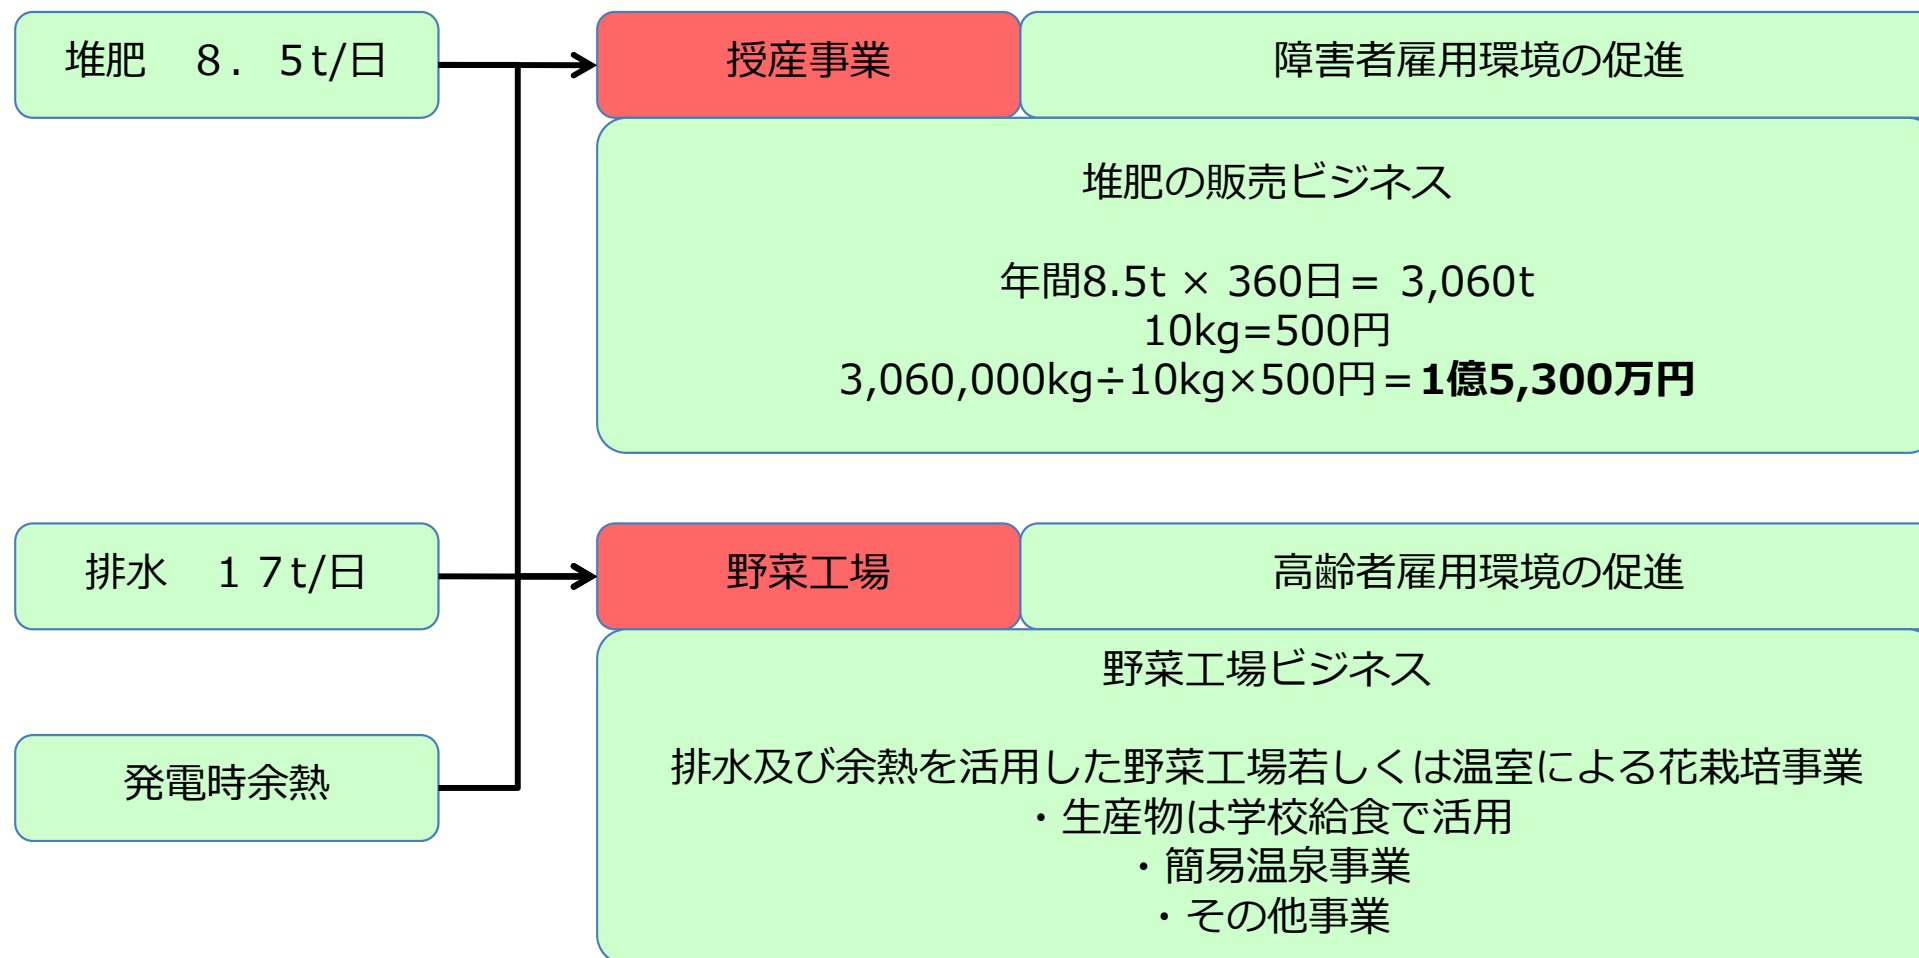 堆肥　８．５t/日
授産事業
障害者雇用環境の促進
堆肥の販売ビジネス
年間8.5t × 360日＝ 3,060t
10kg=500円
3,060,000kg÷10kg×500円＝1億5,300万円
排水　１７t/日
野菜工場
高齢者雇用環境の促進
野菜工場ビジネス
発電時余熱
排水及び余熱を活用した野菜工場若しくは温室による花栽培事業
・生産物は学校給食で活用
・簡易温泉事業
・その他事業